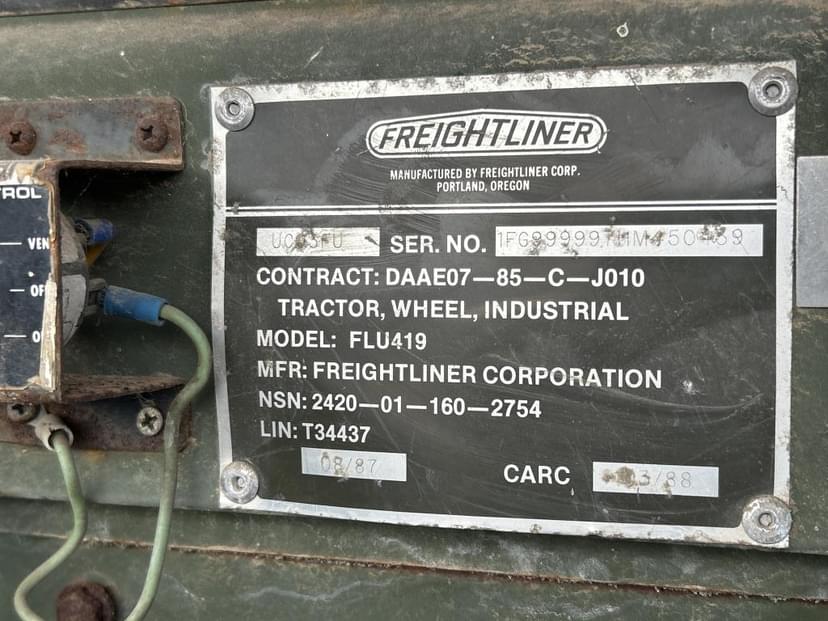 FREIGHTLINER
MANUFACTURED BY FREIGHTLINER CORP.
PORTLAND, OREGON
SER. NO.
CONTRACT: DAAE07—85—C—J010
TRACTOR, WHEEL, INDUSTRIAL
MODEL: FLU419
MFR: FREIGHTLINER CORPORATION
NSN: 2420—01—160—2754
LIN: T34437
08/87 CARC